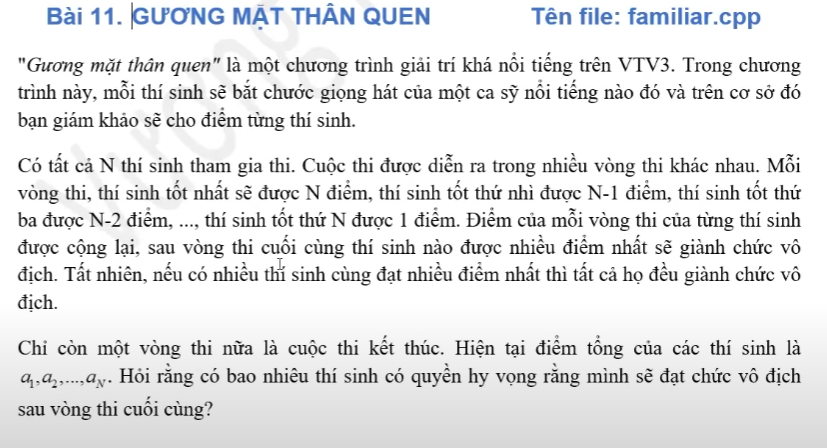 Bài 11. GƯƠNG MẶT THÂN QUEN Tên file: familiar.cpp
"Gương mặt thân quen" là một chương trình giải trí khá nổi tiếng trên VTV3. Trong chương
trình này, mỗi thí sinh sẽ bắt chước giọng hát của một ca sỹ nổi tiếng nào đó và trên cơ sở đó
bạn giám khảo sẽ cho điểm từng thí sinh.
Có tất cả N thí sinh tham gia thi. Cuộc thi được diễn ra trong nhiều vòng thi khác nhau. Mỗi
vòng thi, thí sinh tốt nhất sẽ được N điểm, thí sinh tốt thứ nhì được N-1 điểm, thí sinh tốt thứ
ba được N-2 điểm, ..., thí sinh tốt thứ N được 1 điểm. Điểm của mỗi vòng thi của từng thí sinh
được cộng lại, sau vòng thi cuối cùng thí sinh nào được nhiều điểm nhất sẽ giành chức vô
địch. Tất nhiên, nếu có nhiều thí sinh cùng đạt nhiều điểm nhất thì tất cả họ đều giành chức vô
địch.
Chỉ còn một vòng thi nữa là cuộc thi kết thúc. Hiện tại điểm tổng của các thí sinh là
a₁,a₂,...,a_N. Hỏi rằng có bao nhiêu thí sinh có quyền hy vọng rằng mình sẽ đạt chức vô địch
sau vòng thi cuối cùng?